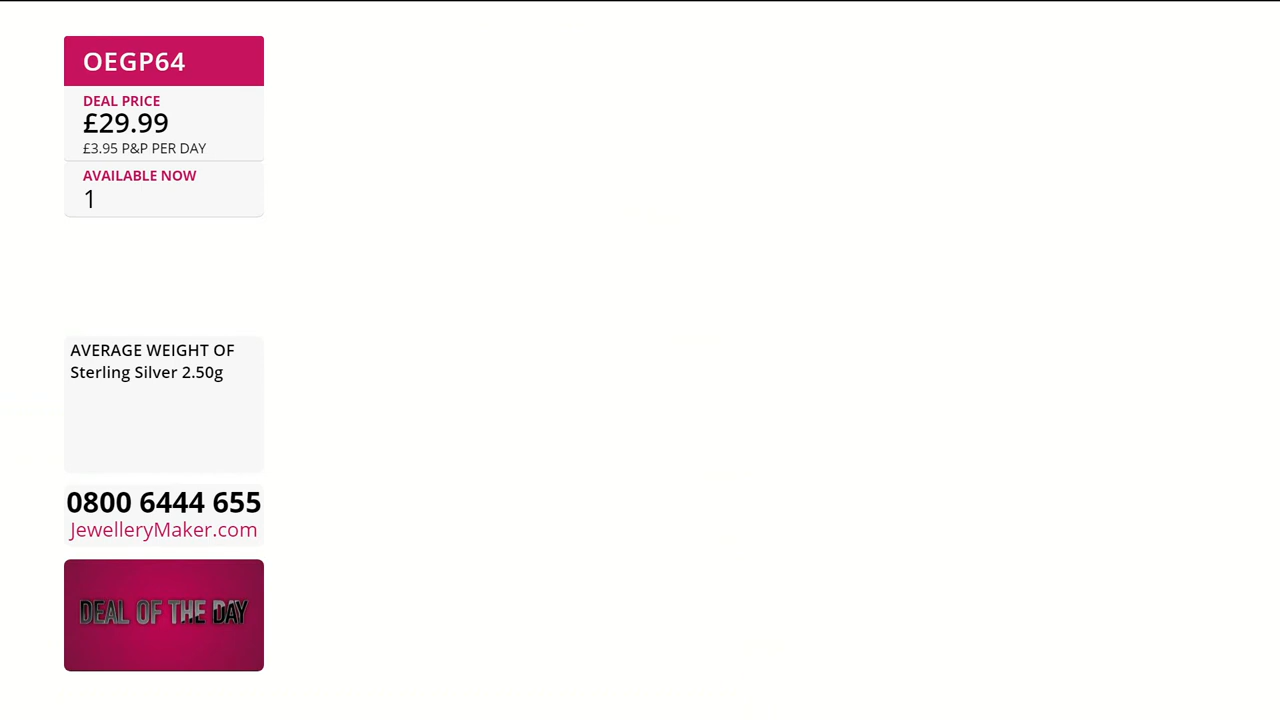 OEGP64
DEAL PRICE
£29.99
£3.95 P&P PER DAY
AVAILABLE NOW
1
AVERAGE WEIGHT OF
Sterling Silver 2.50g
0800 6444 655
JewelleryMaker.com
DEAL OF THE DAY